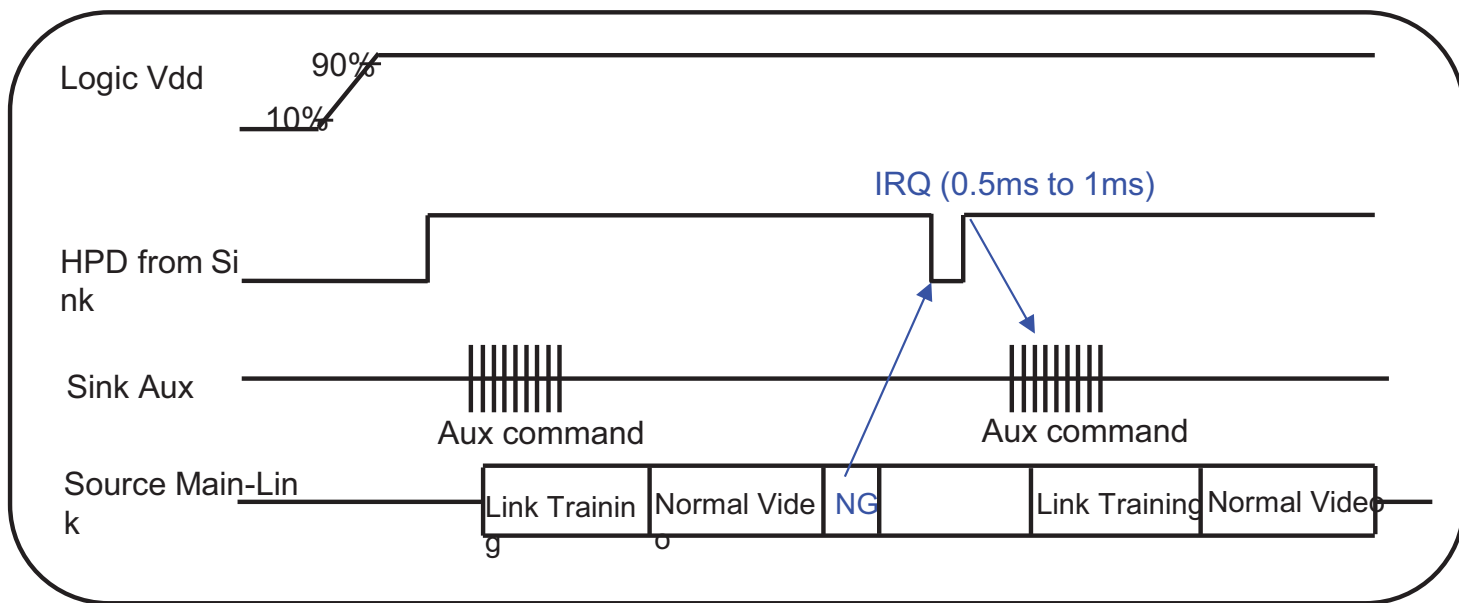 Logic Vdd
90%
10%
IRQ (0.5ms to 1ms)
HPD from Si
nk
Sink Aux
Aux command
Aux command
Source Main-Lin
k
Link Trainin
g
Normal Vide
o
NG
Link Training
Normal Video